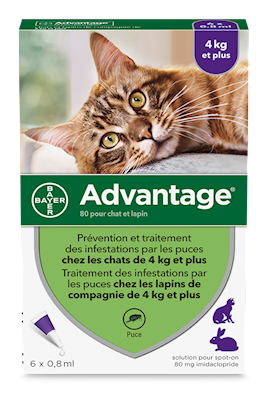 Advantage
6 x 0,8 ml
4 kg
et plus
BAYER
BAYER
Advantage®
80 pour chat et lapin
Prévention et traitement
des infestations par les puces
chez les chats de 4 kg et plus
Traitement des infestations par
les puces chez les lapins de
compagnie de 4 kg et plus
Puce
6 x 0,8ml
solution pour spot-on
80 mg imidaclopride